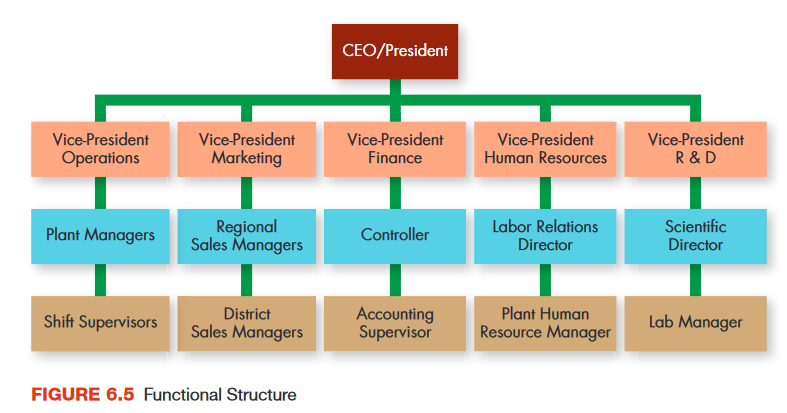 CEO/President
Vice-President
Operations
Vice-President
Marketing
Vice-President
Finance
Vice-President
Human Resources
Vice-President
R & D
Plant Managers
Regional
Sales Managers
Controller
Labor Relations
Director
Scientific
Director
Shift Supervisors
District
Sales Managers
Accounting
Supervisor
Plant Human
Resource Manager
Lab Manager
FIGURE 6.5 Functional Structure